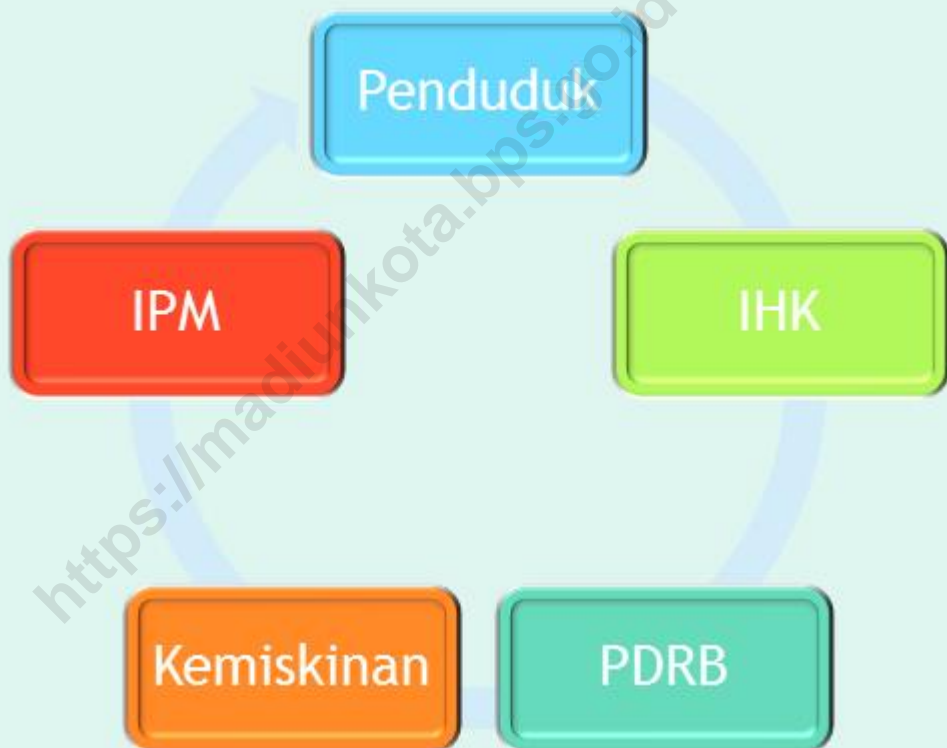 Penduduk
IPM
IHK
Kemiskinan
PDRB
https://madiunkota.bps.go.id